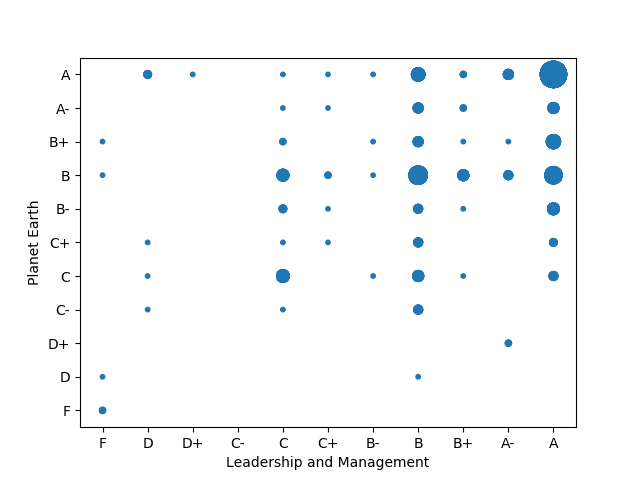 A
A-
B+
B
B-
C+
C
C-
D+
D
F
Planet Earth
F D D+ C- C C+ B- B B+ A- A
Leadership and Management